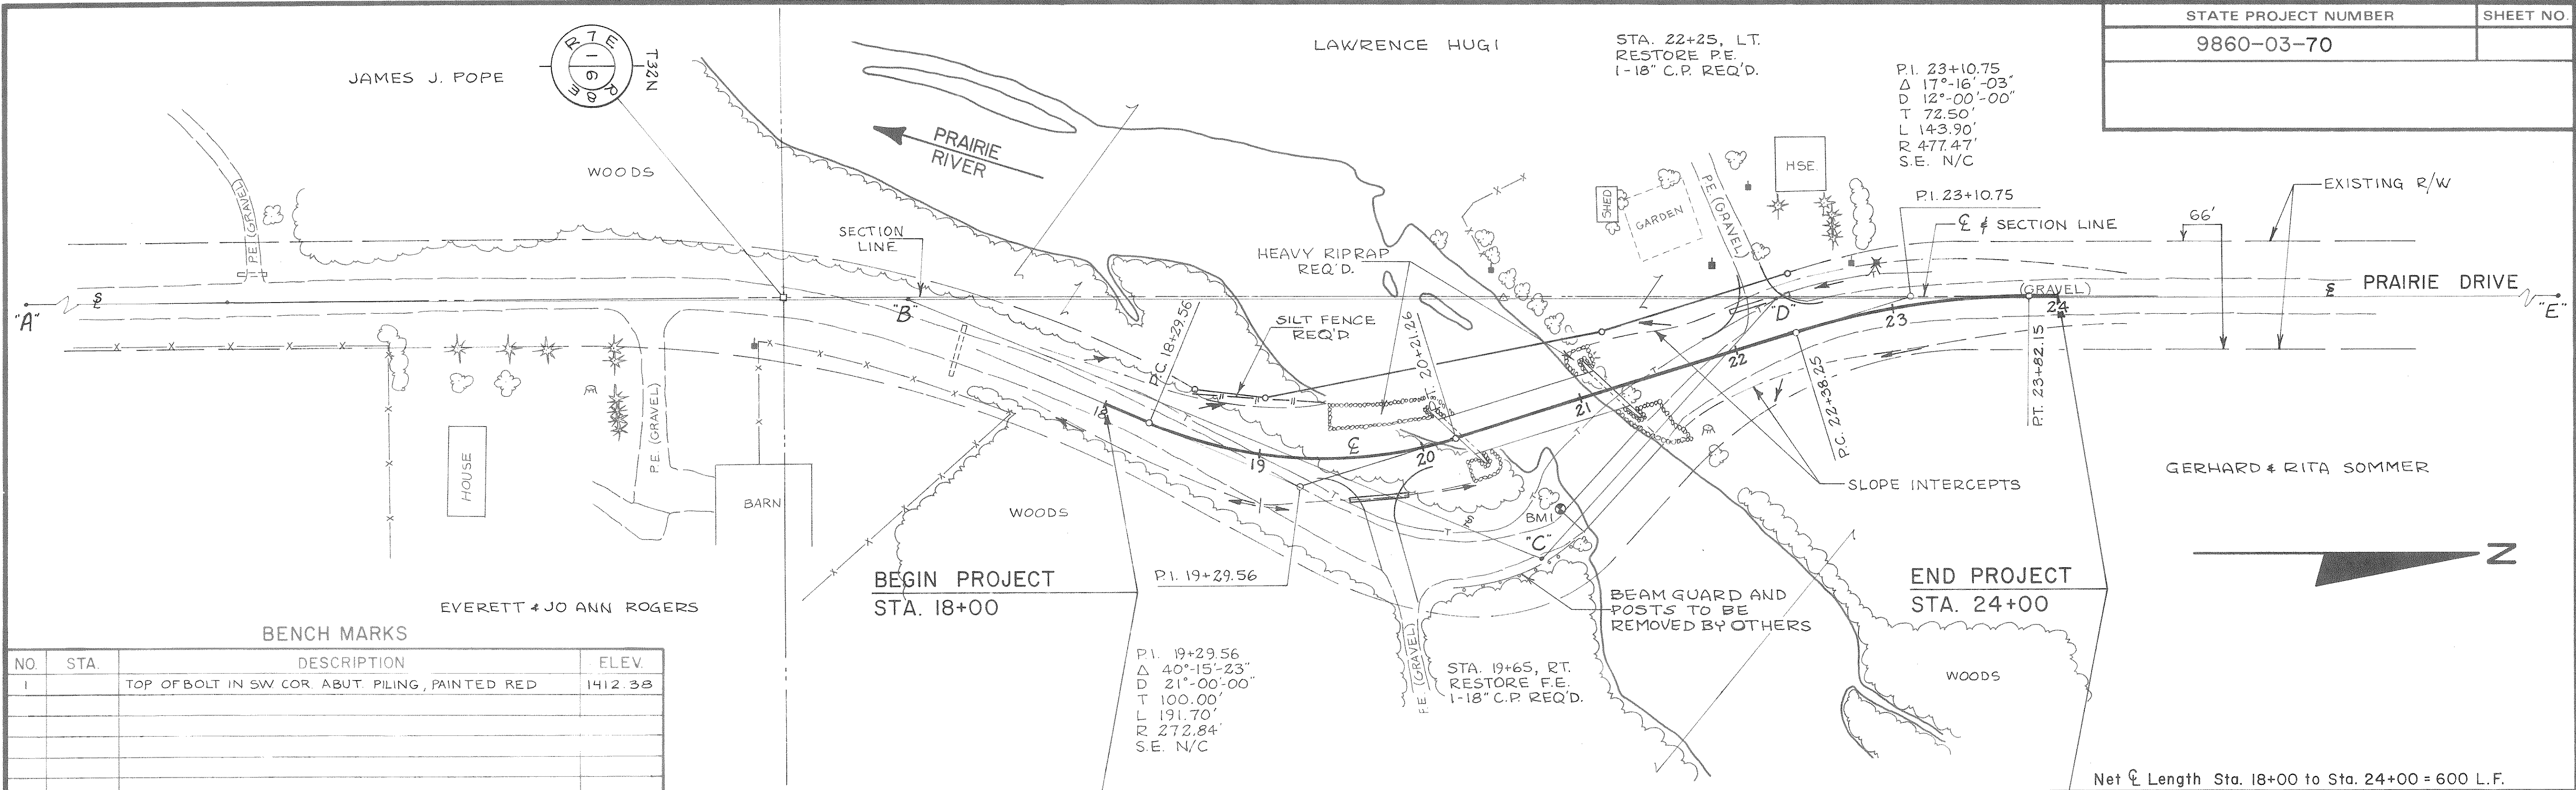 STATE PROJECT NUMBER
SHEET NO.
9860-03-70
JAMES J. POPE
R7E
1
6
R8E
T32N
WOODS
PRAIRIE
RIVER
LAWRENCE HUGI
STA. 22+25, LT.
RESTORE P.E.
1-18" C.P. REQ'D.
P.I. 23+10.75
Δ 17°-16'-03"
D 12°-00'-00"
T 72.50'
L 143.90'
R 477.47'
S.E. N/C
P.I. 23+10.75
℄ & SECTION LINE
EXISTING R/W
66'
HSE.
SHED
GARDEN
P.E. (GRAVEL)
P.E. (GRAVEL)
SECTION
LINE
HEAVY RIPRAP
REQ'D.
SILT FENCE
REQ'D.
P.C. 18+29.56
P.T. 20+21.26
"A"
"B"
"D"
(GRAVEL)
PRAIRIE DRIVE
"E"
18
19
℄
20
21
22
23
24
P.C. 22+38.25
P.T. 23+82.15
GERHARD & RITA SOMMER
SLOPE INTERCEPTS
HOUSE
P.E. (GRAVEL)
BARN
WOODS
BM1
"C"
N
BEGIN PROJECT
STA. 18+00
P.I. 19+29.56
END PROJECT
STA. 24+00
BEAM GUARD AND
POSTS TO BE
REMOVED BY OTHERS
EVERETT & JO ANN ROGERS
P.I. 19+29.56
Δ 40°-15'-23"
D 21°-00'-00"
T 100.00'
L 191.70'
R 272.84'
S.E. N/C
F.E. (GRAVEL)
STA. 19+65, RT.
RESTORE F.E.
1-18" C.P. REQ'D.
WOODS
BENCH MARKS
NO. STA. DESCRIPTION ELEV.
1 TOP OF BOLT IN SW. COR. ABUT. PILING, PAINTED RED 1412.38
Net ℄ Length Sta. 18+00 to Sta. 24+00 = 600 L.F.